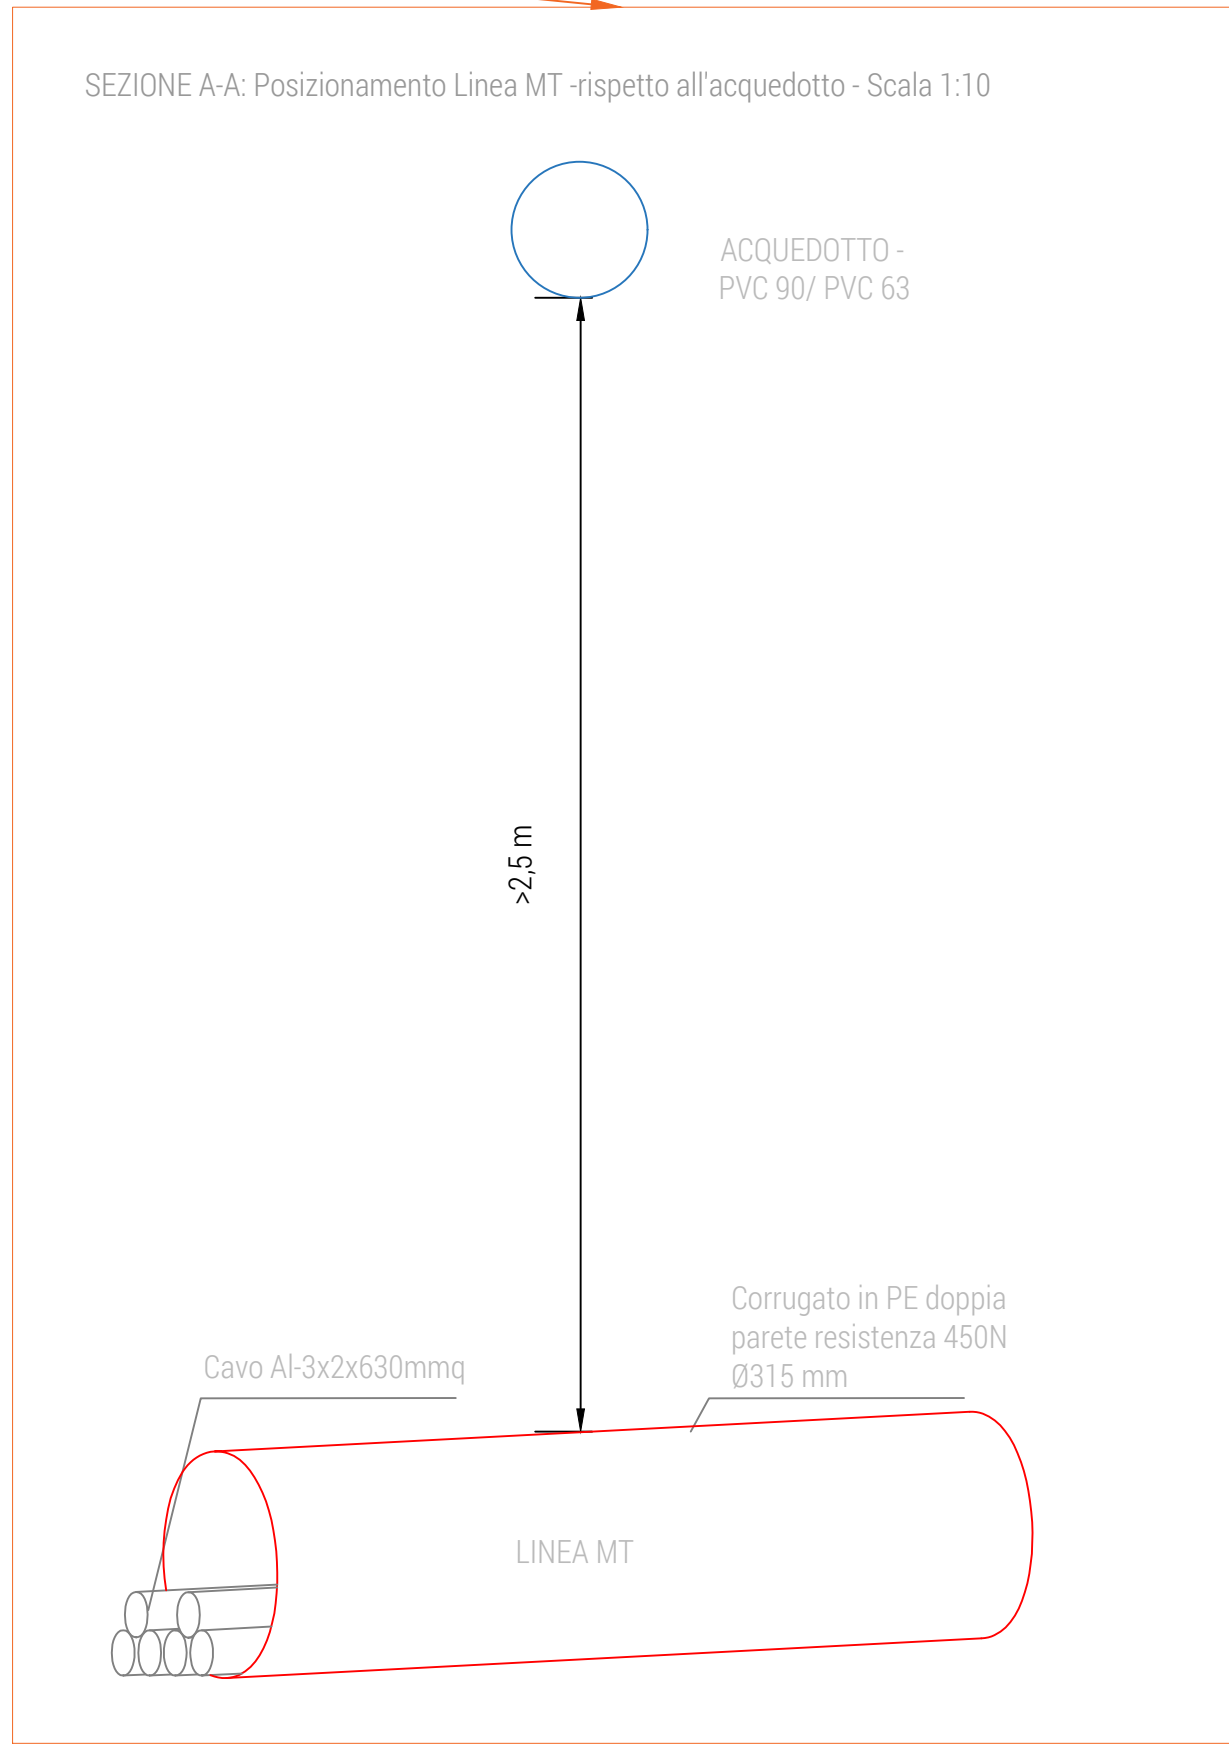 SEZIONE A-A: Posizionamento Linea MT -rispetto all'acquedotto - Scala 1:10
ACQUEDOTTO -
PVC 90/ PVC 63
>2,5 m
Corrugato in PE doppia
parete resistenza 450N
Ø315 mm
Cavo Al-3x2x630mmq
LINEA MT